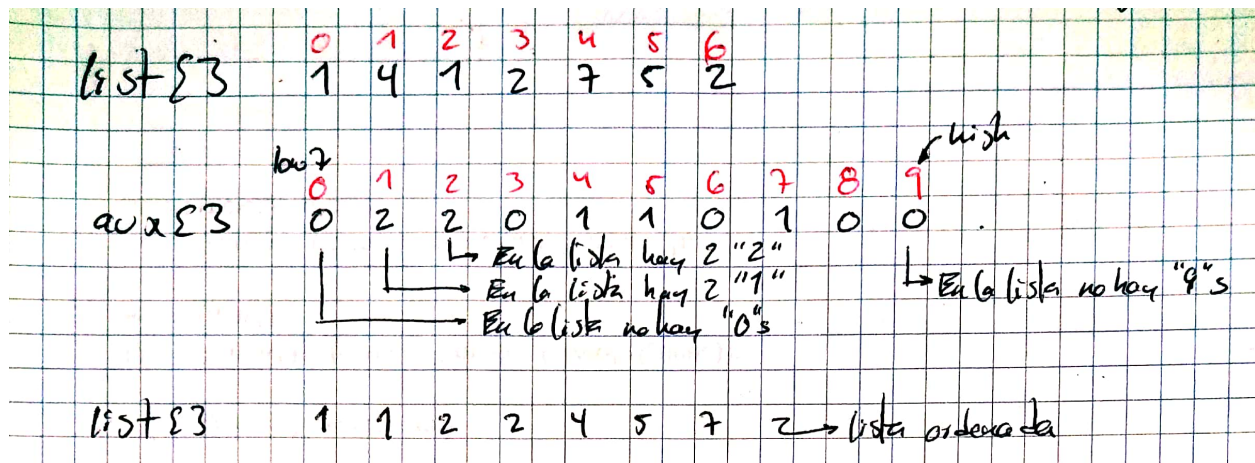 0 1 2 3 4 5 6
list{} 1 4 1 2 7 5 2
high
low
0 1 2 3 4 5 6 7 8 9
aux{} 0 2 2 0 1 1 0 1 0 0
En la lista hay 2 "2"
En la lista hay 2 "1"
En la lista no hay "9"s
En la lista no hay "0"s
list{} 1 1 2 2 4 5 7 → lista ordenada